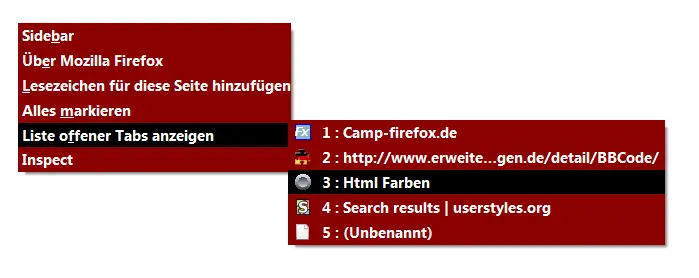 Sidebar
Über Mozilla Firefox
Lesezeichen für diese Seite hinzufügen
Alles markieren
Liste offener Tabs anzeigen
Inspect
1 : Camp-firefox.de
2 : http://www.erweite...gen.de/detail/BBCode/
3 : Html Farben
4 : Search results | userstyles.org
5 : (Unbenannt)